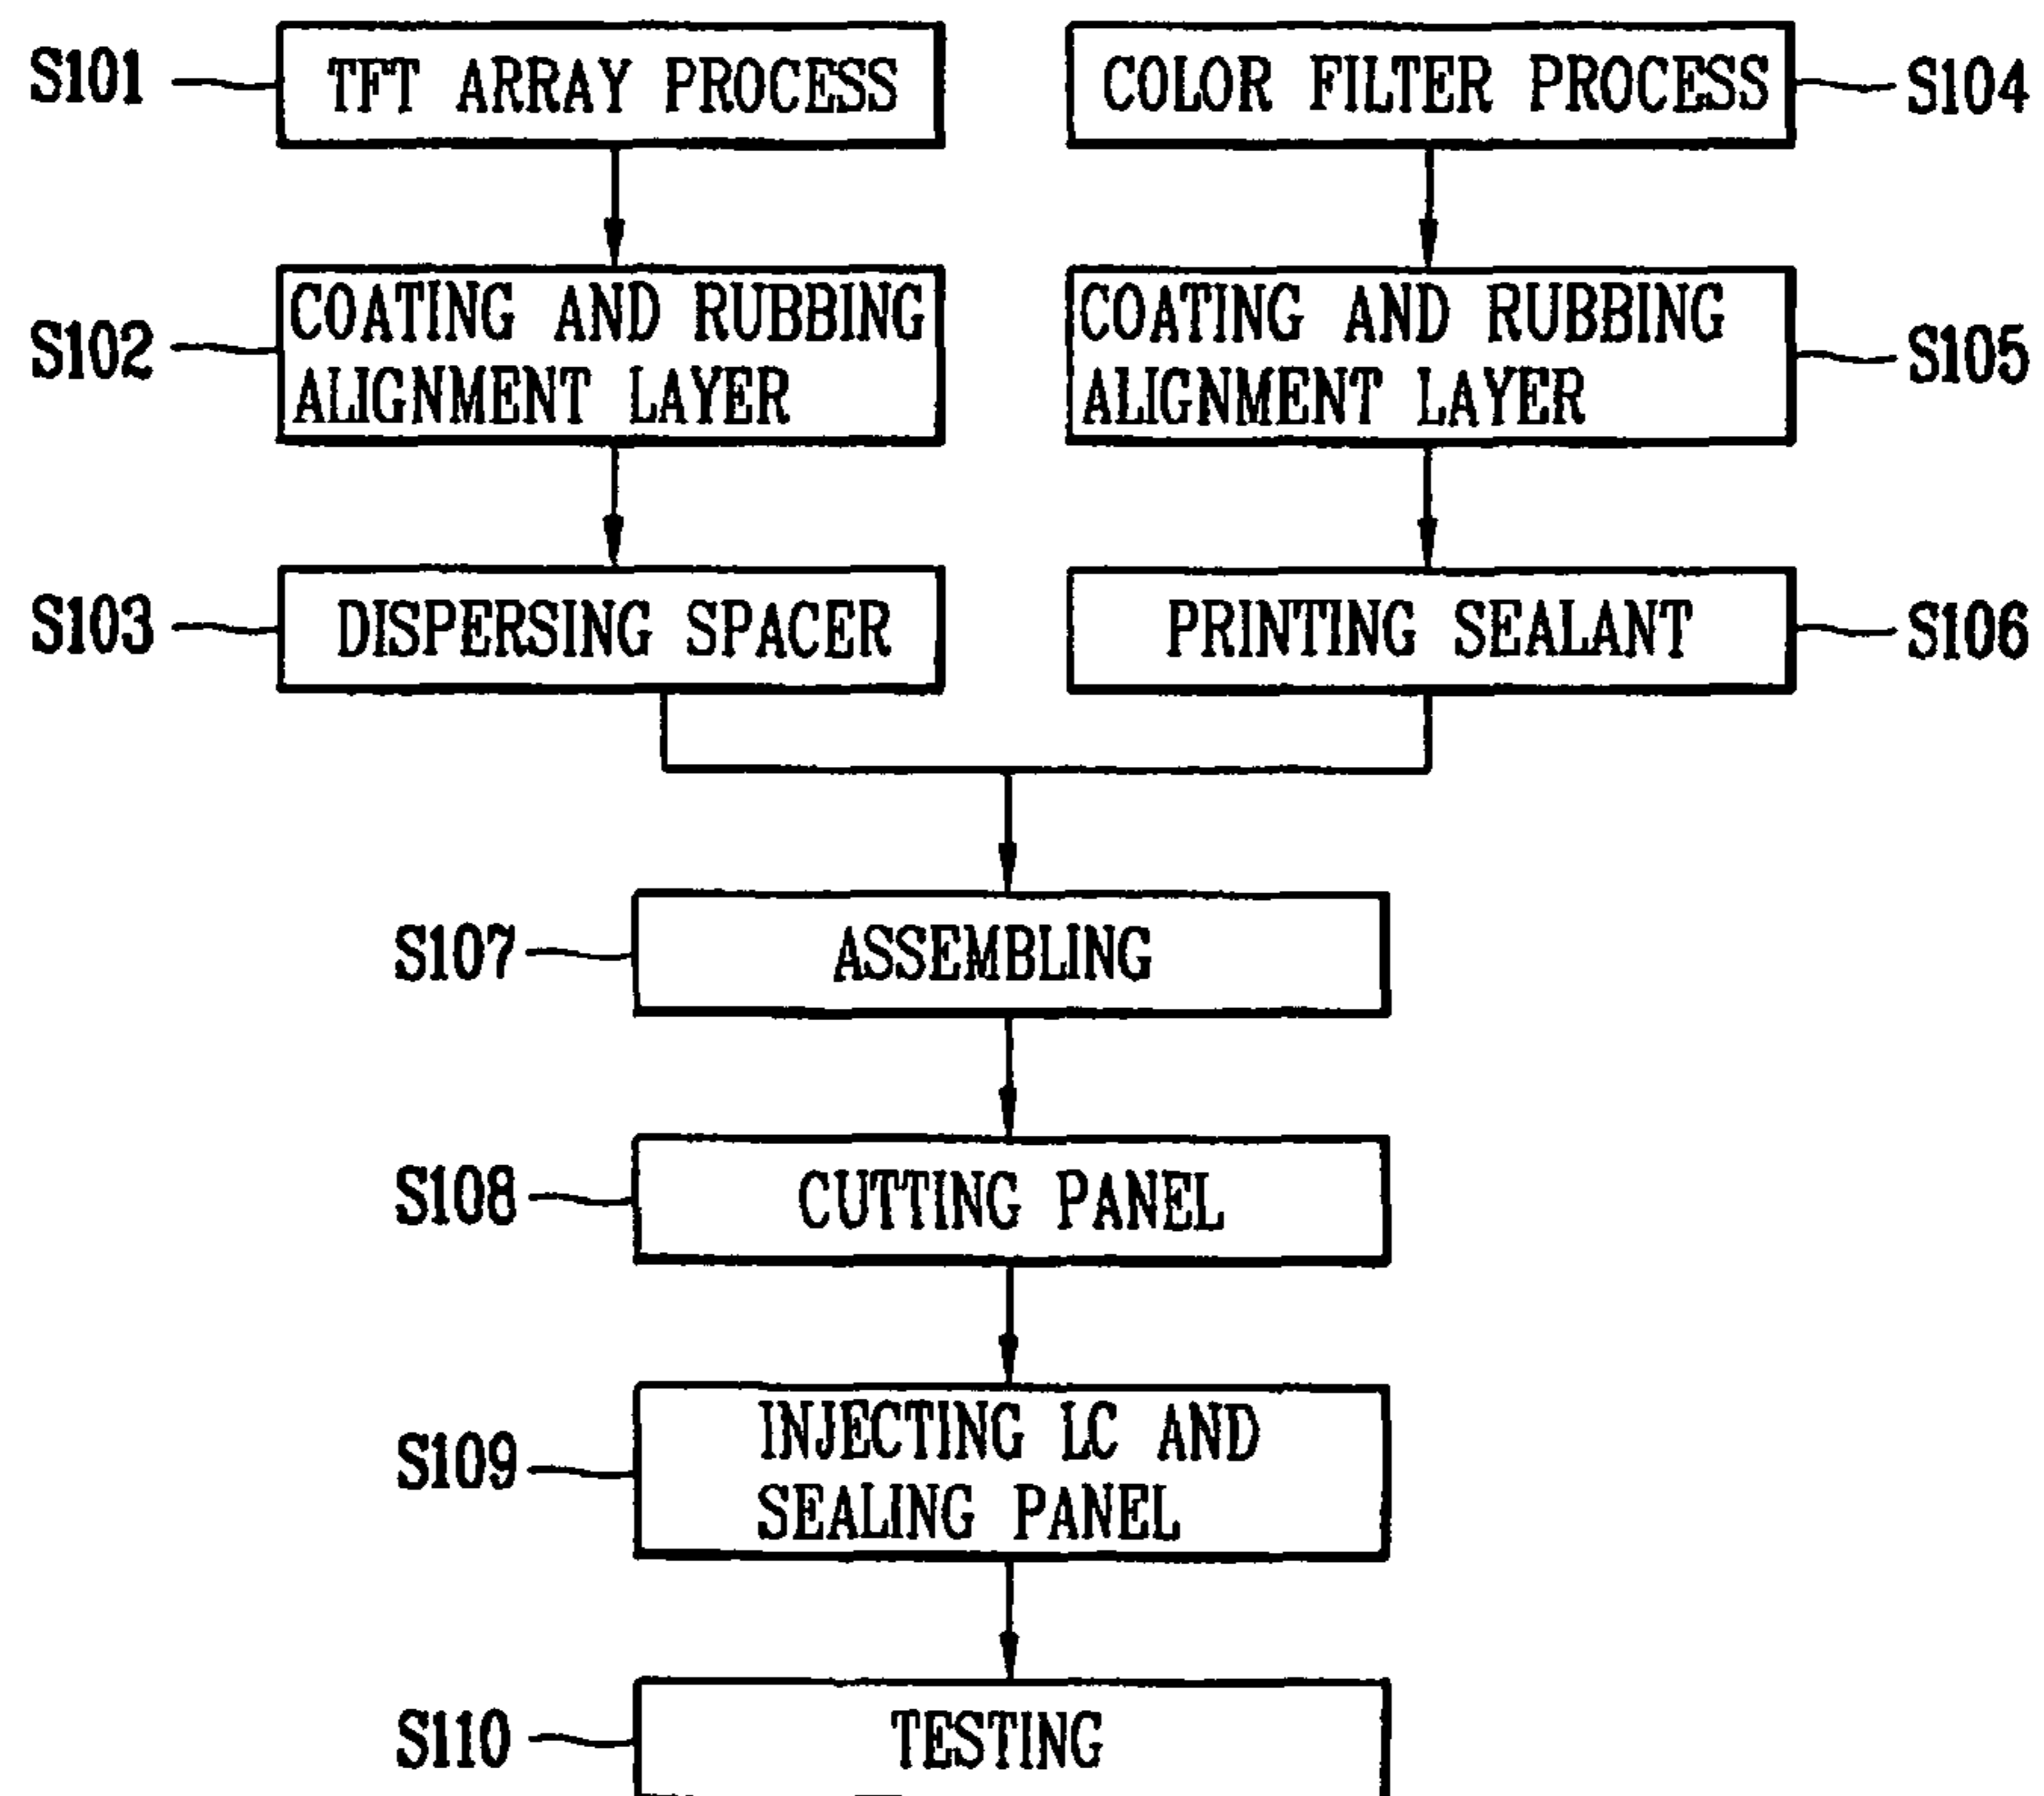 S101
TFT ARRAY PROCESS
COLOR FILTER PROCESS
S104
S102
COATING AND RUBBING
ALIGNMENT LAYER
COATING AND RUBBING
ALIGNMENT LAYER
S105
S103
DISPERSING SPACER
PRINTING SEALANT
S106
S107
ASSEMBLING
S108
CUTTING PANEL
S109
INJECTING LC AND
SEALING PANEL
S110
TESTING